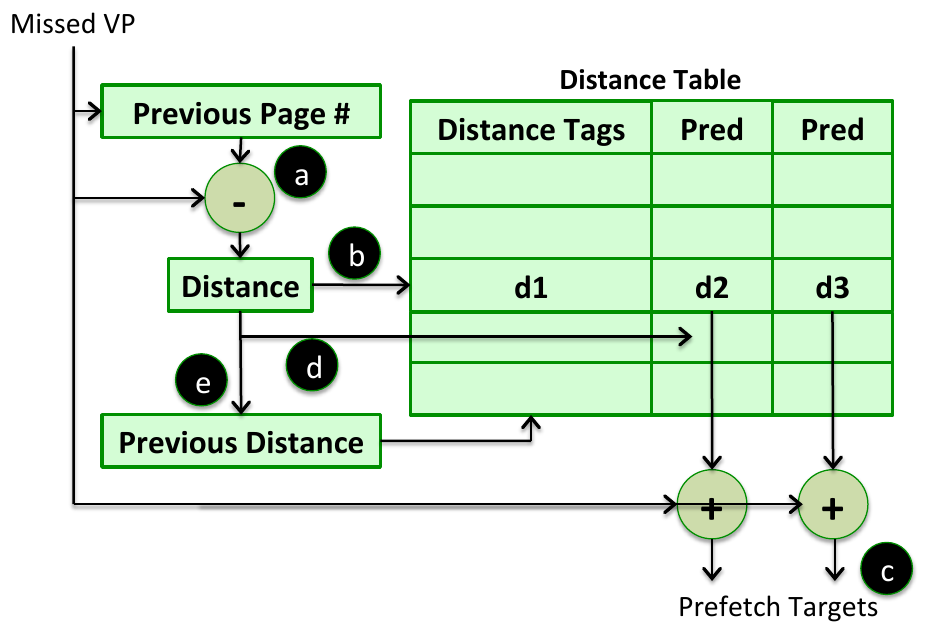 Missed VP
Distance Table
Previous Page #
Distance Tags Pred Pred
a
-
b
Distance
d1 d2 d3
d
e
Previous Distance
+ +
c
Prefetch Targets